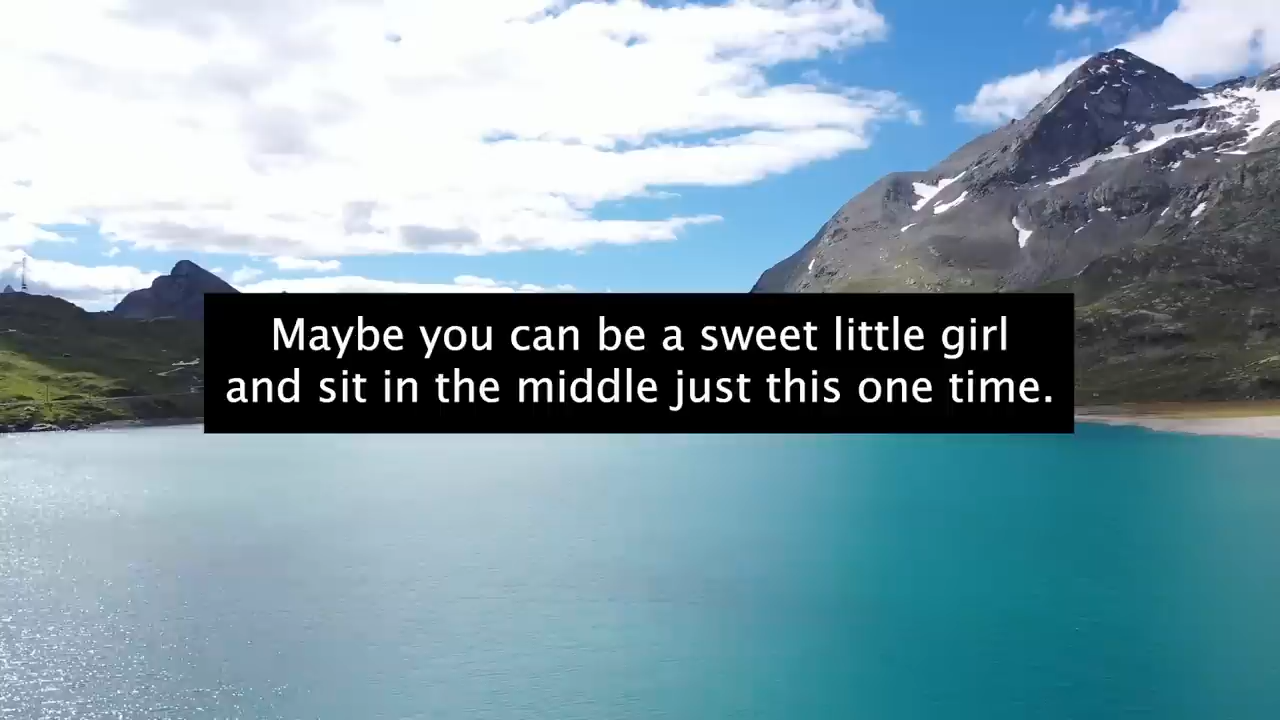 Maybe you can be a sweet little girl
and sit in the middle just this one time.